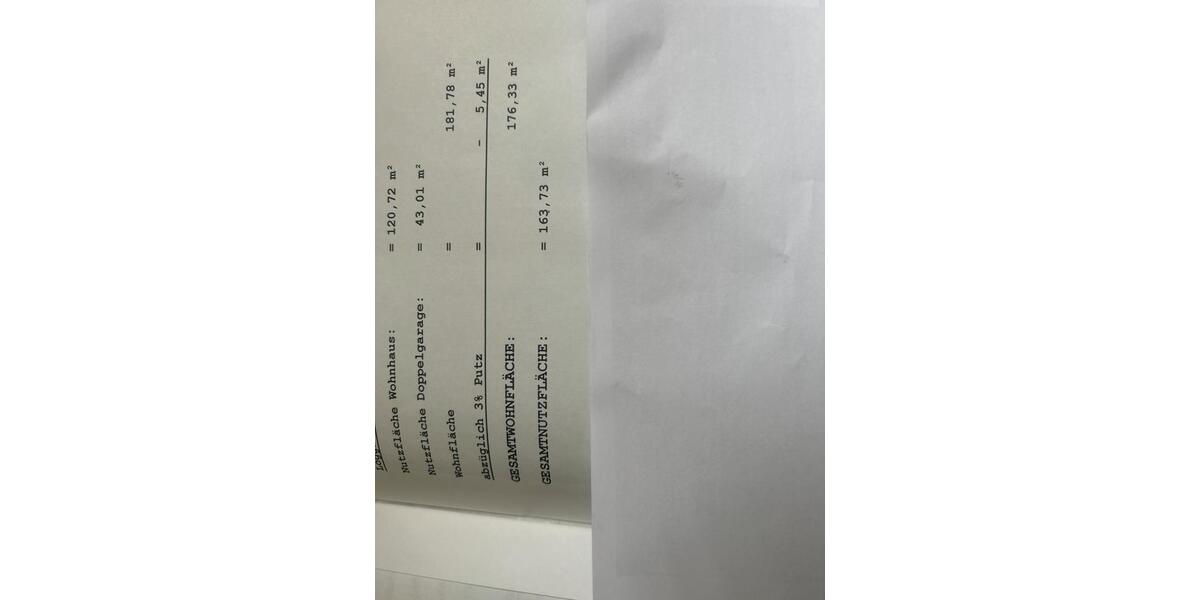 Nutzfläche Wohnhaus: = 120,72 m²
Nutzfläche Doppelgarage: = 43,01 m²
Wohnfläche = 181,78 m²
abzüglich 3% Putz = - 5,45 m²
GESAMTWOHNFLÄCHE: 176,33 m²
GESAMTNUTZFLÄCHE: = 163,73 m²